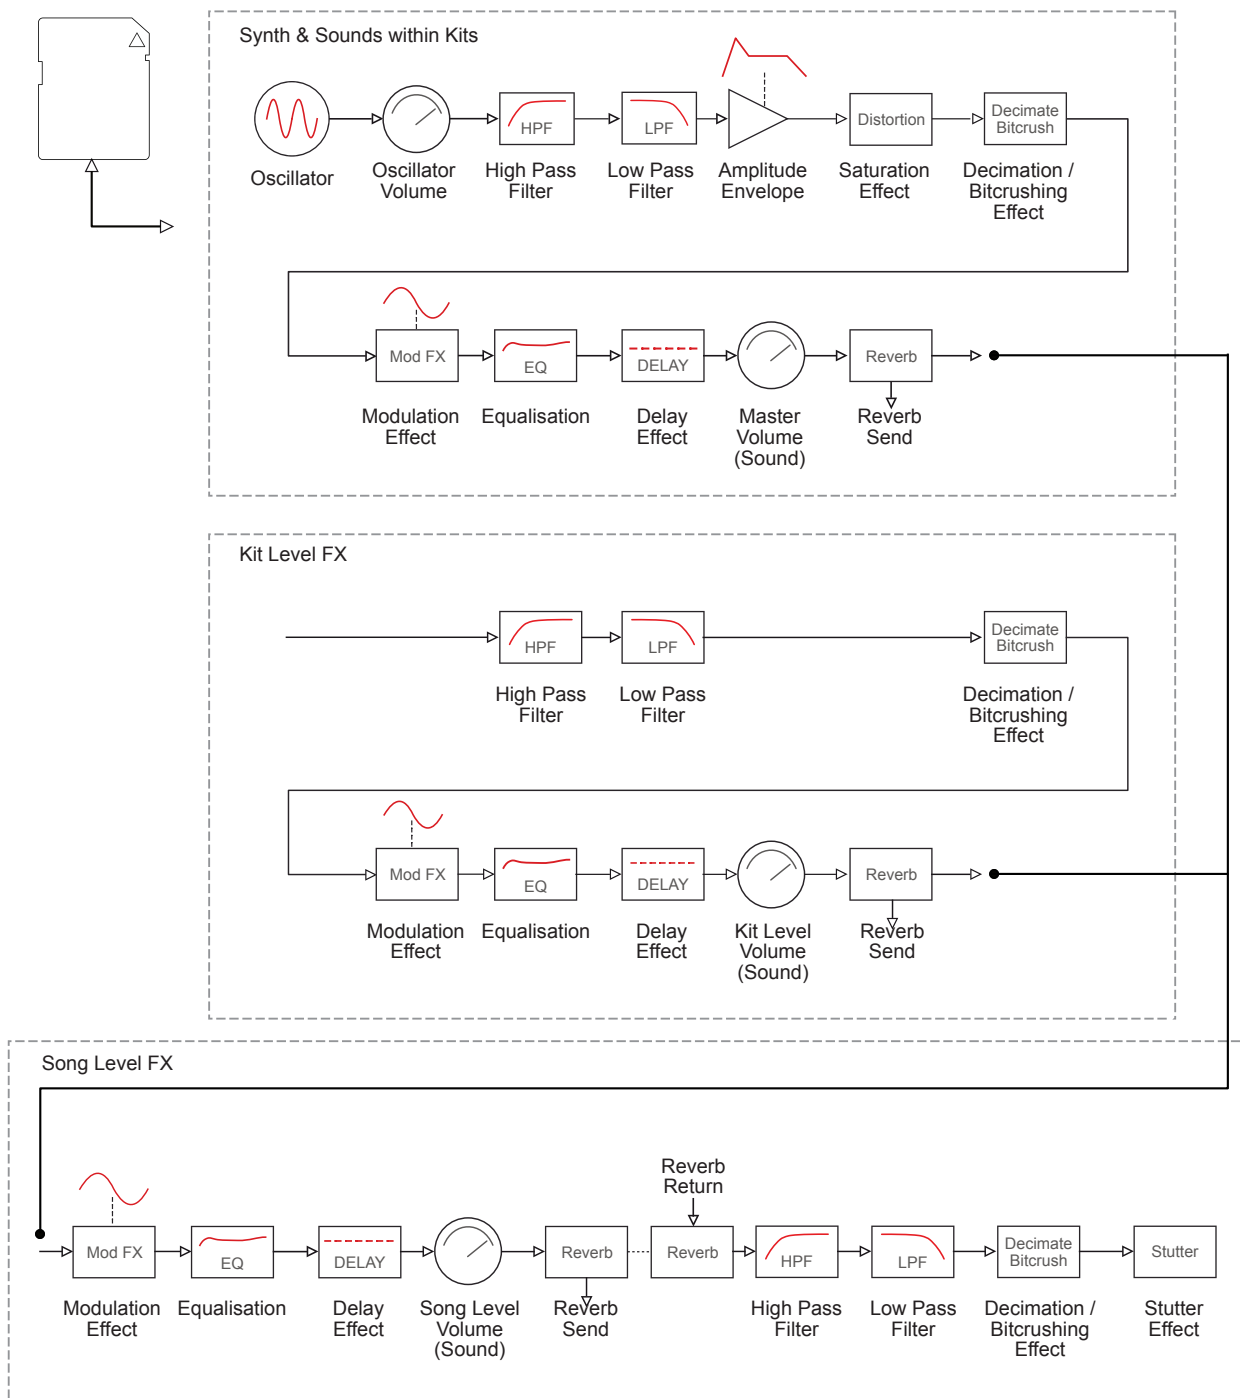 Synth & Sounds within Kits
HPF
LPF
Distortion
Decimate
Bitcrush
Oscillator
Oscillator
Volume
High Pass
Filter
Low Pass
Filter
Amplitude
Envelope
Saturation
Effect
Decimation /
Bitcrushing
Effect
Mod FX
EQ
DELAY
Reverb
Modulation
Effect
Equalisation
Delay
Effect
Master
Volume
(Sound)
Reverb
Send
Kit Level FX
HPF
LPF
Decimate
Bitcrush
High Pass
Filter
Low Pass
Filter
Decimation /
Bitcrushing
Effect
Mod FX
EQ
DELAY
Reverb
Modulation
Effect
Equalisation
Delay
Effect
Kit Level
Volume
(Sound)
Reverb
Send
Song Level FX
Reverb
Return
Mod FX
EQ
DELAY
Reverb
Reverb
HPF
LPF
Decimate
Bitcrush
Stutter
Modulation
Effect
Equalisation
Delay
Effect
Song Level
Volume
(Sound)
Reverb
Send
High Pass
Filter
Low Pass
Filter
Decimation /
Bitcrushing
Effect
Stutter
Effect